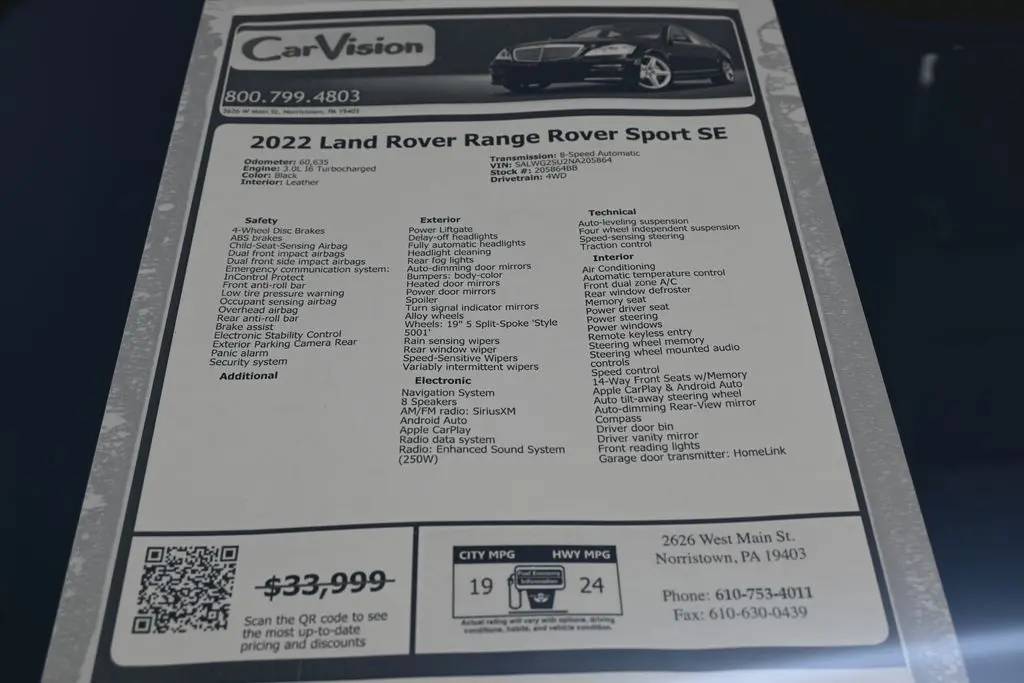 CarVision
800.799.4803
2626 W Main St, Norristown, PA 19403
2022 Land Rover Range Rover Sport SE
Odometer: 60,635
Engine: 3.0L I6 Turbocharged
Color: Black
Interior: Leather
Transmission: 8-Speed Automatic
VIN: SALWG2SU2NA205864
Stock #: 205864BB
Drivetrain: 4WD
Safety
4-Wheel Disc Brakes
ABS brakes
Child-Seat-Sensing Airbag
Dual front impact airbags
Dual front side impact airbags
Emergency communication system:
InControl Protect
Front anti-roll bar
Low tire pressure warning
Occupant sensing airbag
Overhead airbag
Rear anti-roll bar
Brake assist
Electronic Stability Control
Exterior Parking Camera Rear
Panic alarm
Security system
Additional
Exterior
Power Liftgate
Delay-off headlights
Fully automatic headlights
Headlight cleaning
Rear fog lights
Auto-dimming door mirrors
Bumpers: body-color
Heated door mirrors
Power door mirrors
Spoiler
Turn signal indicator mirrors
Alloy wheels
Wheels: 19" 5 Split-Spoke 'Style
5001'
Rain sensing wipers
Rear window wiper
Speed-Sensitive Wipers
Variably intermittent wipers
Electronic
Navigation System
8 Speakers
AM/FM radio: SiriusXM
Android Auto
Apple CarPlay
Radio data system
Radio: Enhanced Sound System
(250W)
Technical
Auto-leveling suspension
Four wheel independent suspension
Speed-sensing steering
Traction control
Interior
Air Conditioning
Automatic temperature control
Front dual zone A/C
Rear window defroster
Memory seat
Power driver seat
Power steering
Power windows
Remote keyless entry
Steering wheel memory
Steering wheel mounted audio
controls
Speed control
14-Way Front Seats w/Memory
Apple CarPlay & Android Auto
Auto tilt-away steering wheel
Auto-dimming Rear-View mirror
Compass
Driver door bin
Driver vanity mirror
Front reading lights
Garage door transmitter: HomeLink
$33,999
Scan the QR code to see
the most up-to-date
pricing and discounts
CITY MPG
HWY MPG
19
Fuel Economy
Information
24
Actual rating will vary with options, driving
conditions, habits, and vehicle condition.
2626 West Main St.
Norristown, PA 19403
Phone: 610-753-4011
Fax: 610-630-0439